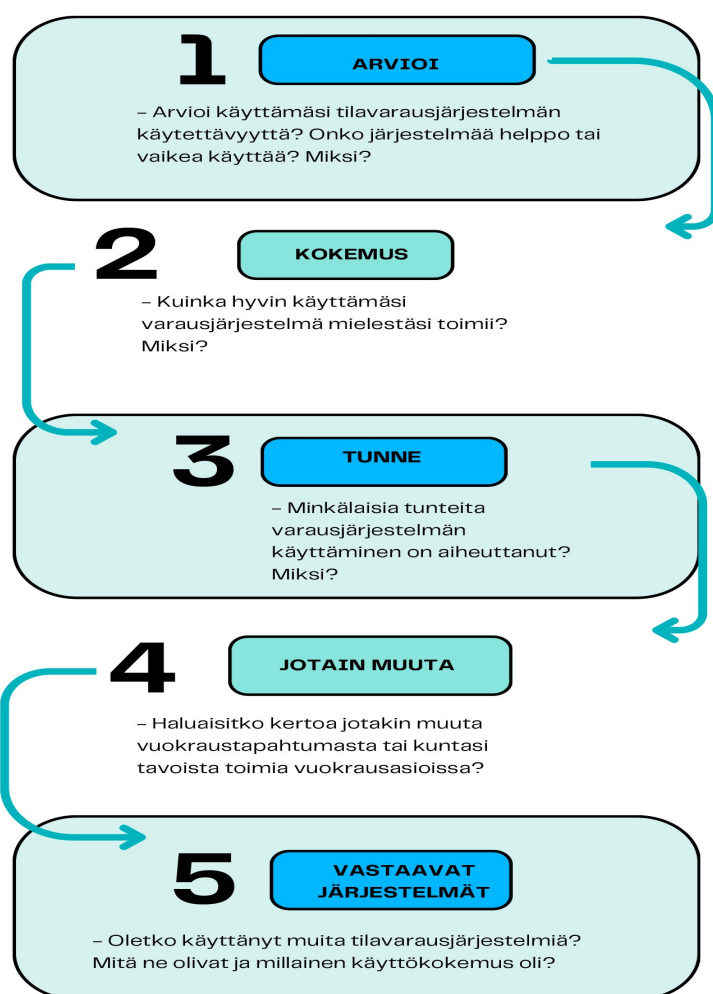 1
ARVIOI
– Arvioi käyttämäsi tilavarausjärjestelmän
käytettävyyttä? Onko järjestelmää helppo tai
vaikea käyttää? Miksi?
2
KOKEMUS
– Kuinka hyvin käyttämäsi
varausjärjestelmä mielestäsi toimii?
Miksi?
3
TUNNE
– Minkälaisia tunteita
varausjärjestelmän
käyttäminen on aiheuttanut?
Miksi?
4
JOTAIN MUUTA
– Haluaisitko kertoa jotakin muuta
vuokraustapahtumasta tai kuntasi
tavoista toimia vuokrausasioissa?
5
VASTAAVAT
JÄRJESTELMÄT
– Oletko käyttänyt muita tilavarausjärjestelmiä?
Mitä ne olivat ja millainen käyttökokemus oli?